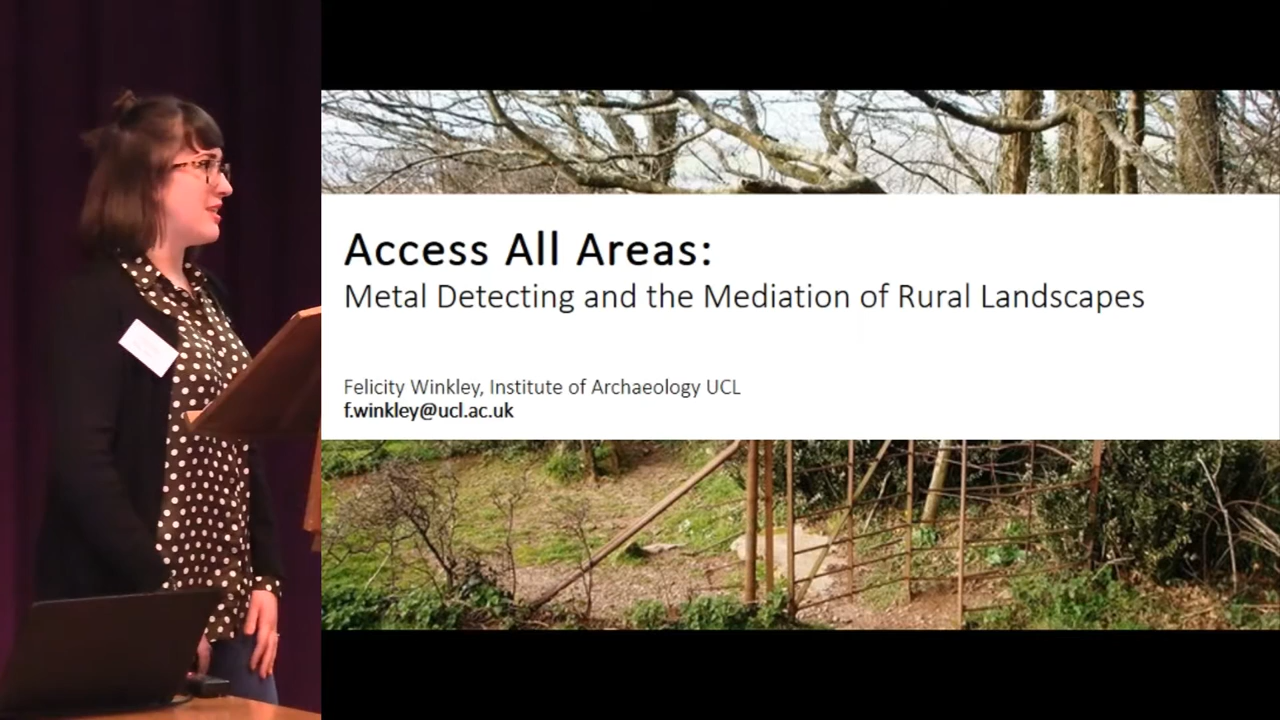 Access All Areas:
Metal Detecting and the Mediation of Rural Landscapes
Felicity Winkley, Institute of Archaeology UCL
f.winkley@ucl.ac.uk